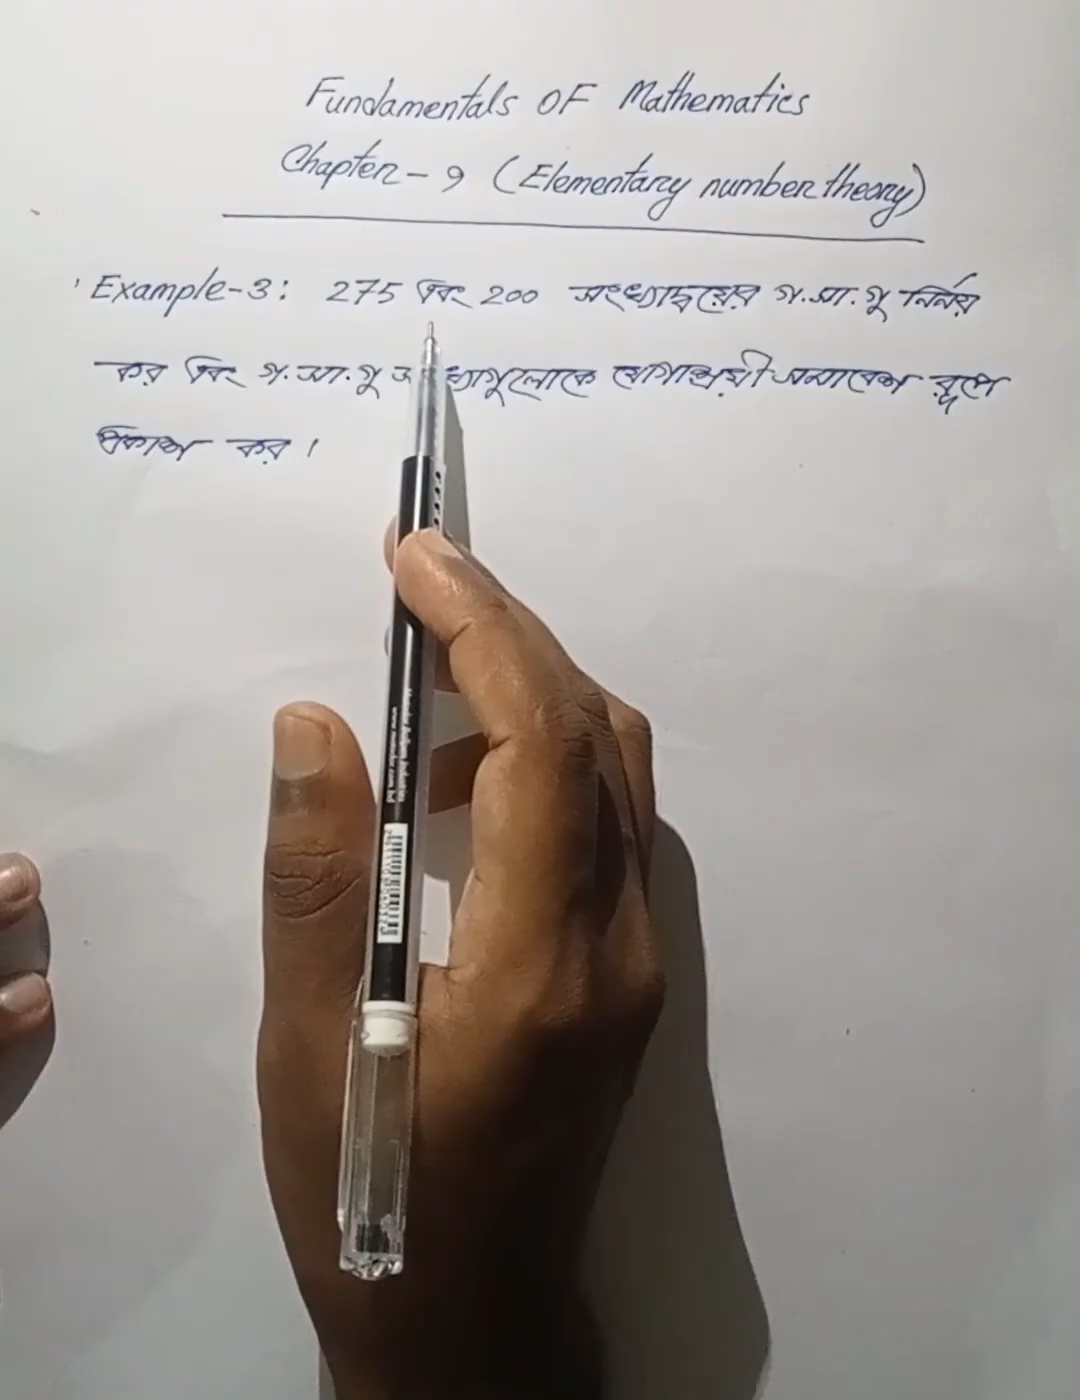 Fundamentals OF Mathematics
Chapter - 9 (Elementary number theory)
Example-3: 275 এবং 200 সংখ্যাদ্বয়ের গ.সা.গু নির্নয়
কর এবং গ.সা.গু সংখ্যাগুলোকে যোগাশ্রয়ী সমাবেশ রূপে
প্রকাশ কর ।